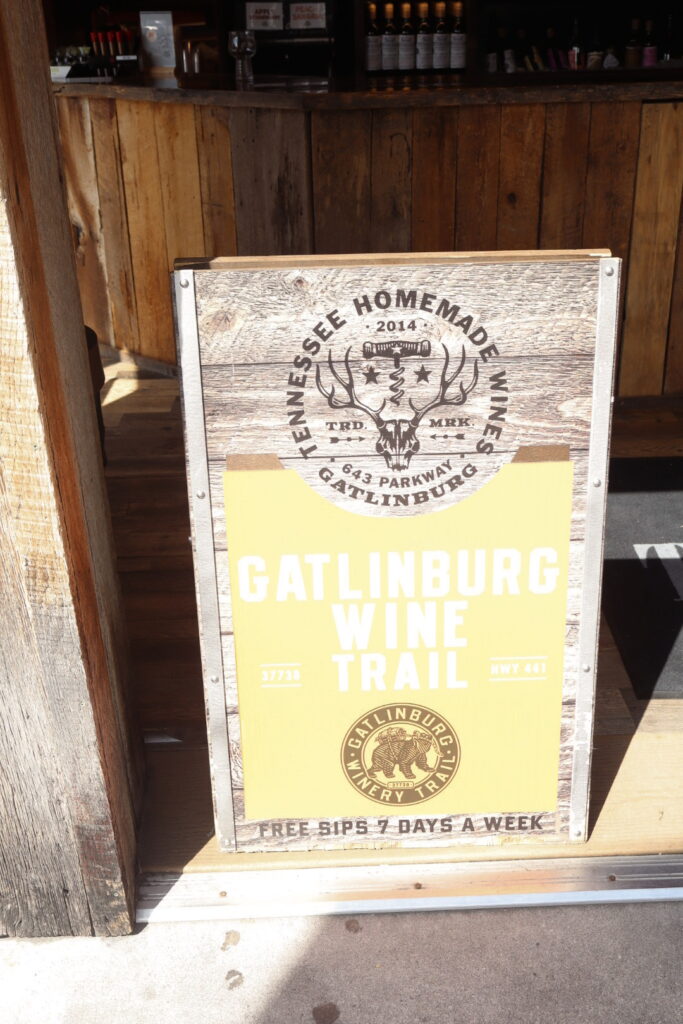 TENNESSEE HOMEMADE WINES
· 2014 ·
TRD. MRK.
· 643 PARKWAY ·
GATLINBURG
GATLINBURG
WINE
TRAIL
37738
HWY 441
· GATLINBURG ·
WINERY TRAIL
37738
FREE SIPS 7 DAYS A WEEK